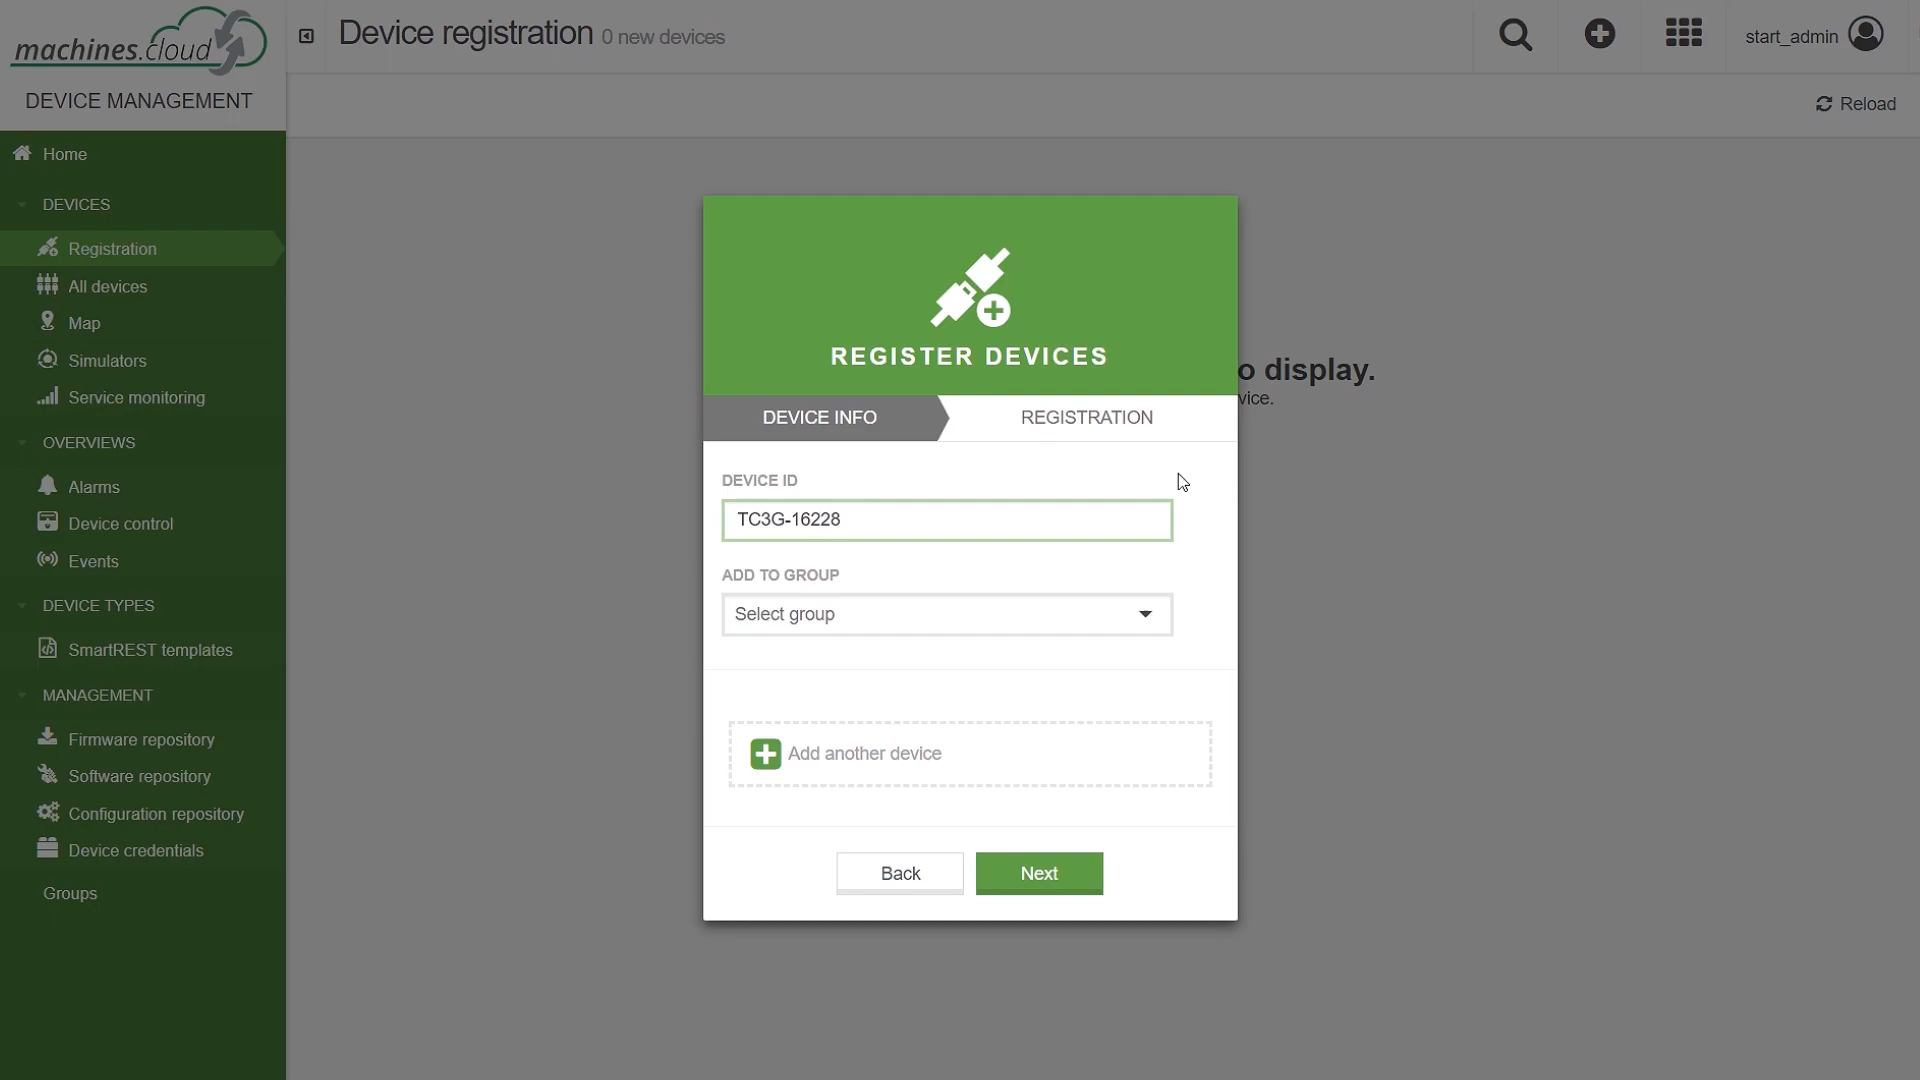 machines.cloud
DEVICE MANAGEMENT
Home
DEVICES
Registration
All devices
Map
Simulators
Service monitoring
OVERVIEWS
Alarms
Device control
Events
DEVICE TYPES
SmartREST templates
MANAGEMENT
Firmware repository
Software repository
Configuration repository
Device credentials
Groups
Device registration 0 new devices
start_admin
Reload
o display.
vice.
REGISTER DEVICES
DEVICE INFO
REGISTRATION
DEVICE ID
TC3G-16228
ADD TO GROUP
Select group
Add another device
Back
Next